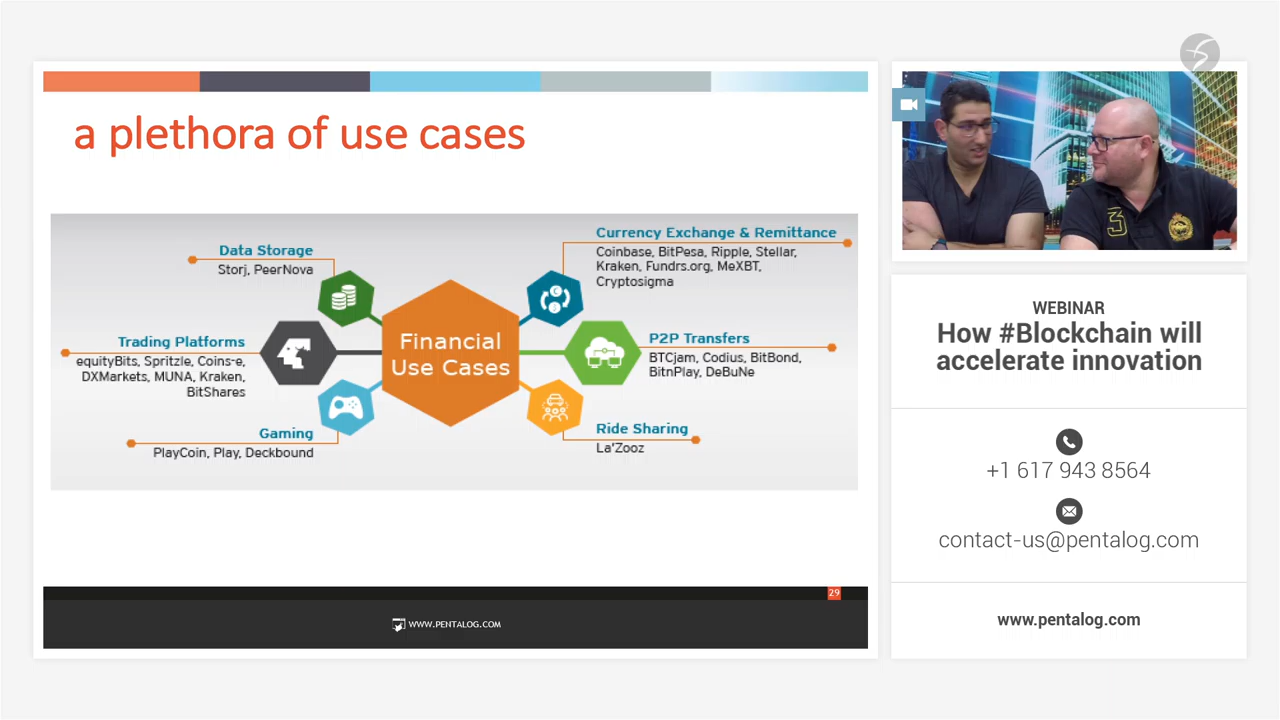 a plethora of use cases
Data Storage
Storj, PeerNova
Trading Platforms
equityBits, Spritzle, Coins-e,
DXMarkets, MUNA, Kraken,
BitShares
Gaming
PlayCoin, Play, Deckbound
Financial
Use Cases
Currency Exchange & Remittance
Coinbase, BitPesa, Ripple, Stellar,
Kraken, Fundrs.org, MeXBT,
Cryptosigma
P2P Transfers
BTCjam, Codius, BitBond,
BitnPlay, DeBuNe
Ride Sharing
La'Zooz
29
WWW.PENTALOG.COM
3
WEBINAR
How #Blockchain will
accelerate innovation
+1 617 943 8564
contact-us@pentalog.com
www.pentalog.com